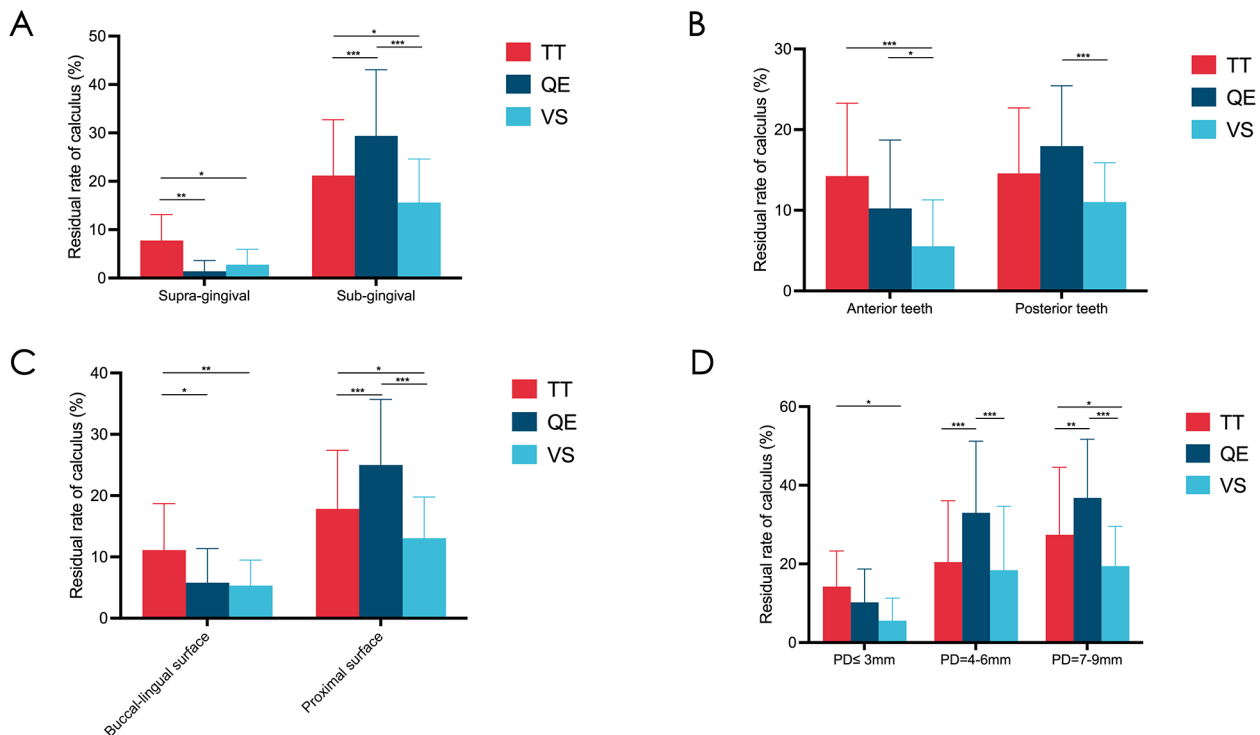 A
Residual rate of calculus (%)
50
40
30
20
10
0
*
***
***
*
**
Supra-gingival
Sub-gingival
TT
QE
VS
B
Residual rate of calculus (%)
30
20
10
0
***
*
***
Anterior teeth
Posterior teeth
TT
QE
VS
C
Residual rate of calculus (%)
40
30
20
10
0
**
*
*
***
***
Buccal-lingual surface
Proximal surface
TT
QE
VS
D
Residual rate of calculus (%)
60
40
20
0
*
***
***
*
***
**
PD≤ 3mm
PD=4-6mm
PD=7-9mm
TT
QE
VS